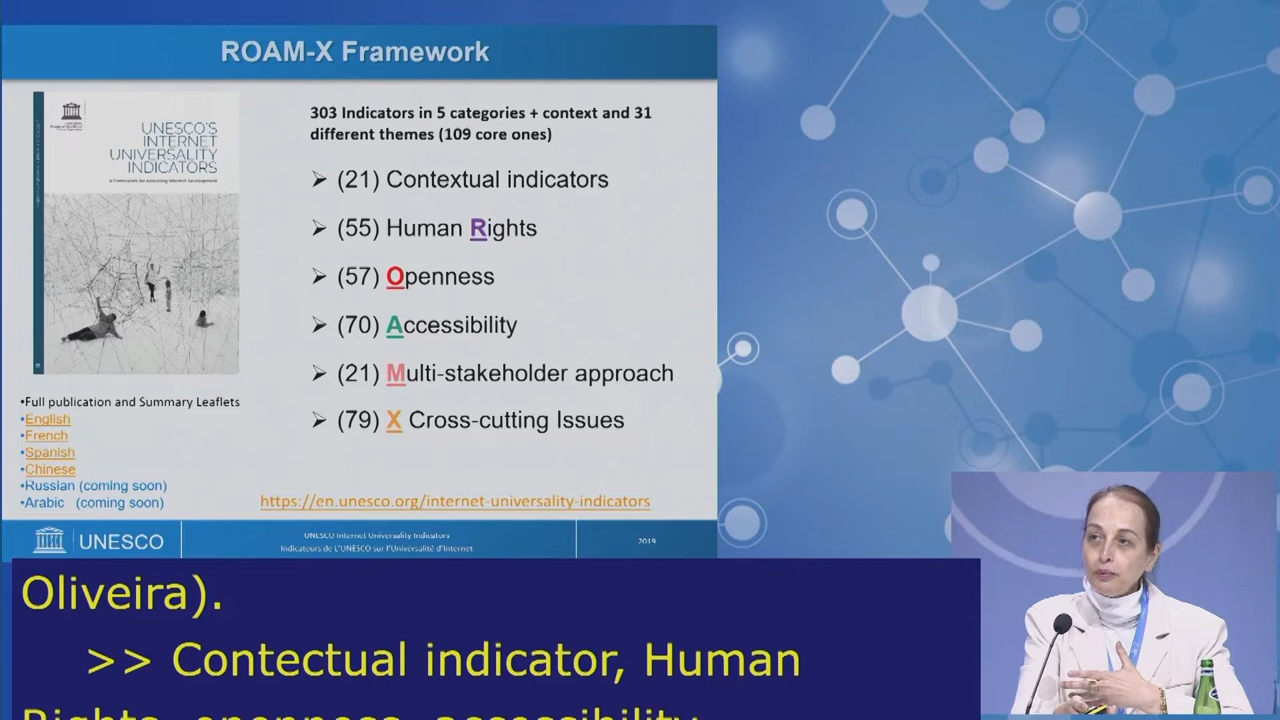 ROAM-X Framework
UNESCO'S
INTERNET
UNIVERSALITY
INDICATORS
A Framework for Assessing Internet Development
303 Indicators in 5 categories + context and 31
different themes (109 core ones)
➢ (21) Contextual indicators
➢ (55) Human Rights
➢ (57) Openness
➢ (70) Accessibility
➢ (21) Multi-stakeholder approach
➢ (79) X Cross-cutting Issues
•Full publication and Summary Leaflets
•English
•French
•Spanish
•Chinese
•Russian (coming soon)
•Arabic (coming soon)
https://en.unesco.org/internet-universality-indicators
UNESCO
UNESCO Internet Universality Indicators
Indicateurs de L'UNESCO sur l'Universalité d'Internet
2019
Oliveira).
>> Contectual indicator, Human
Rights, openness, accessibility